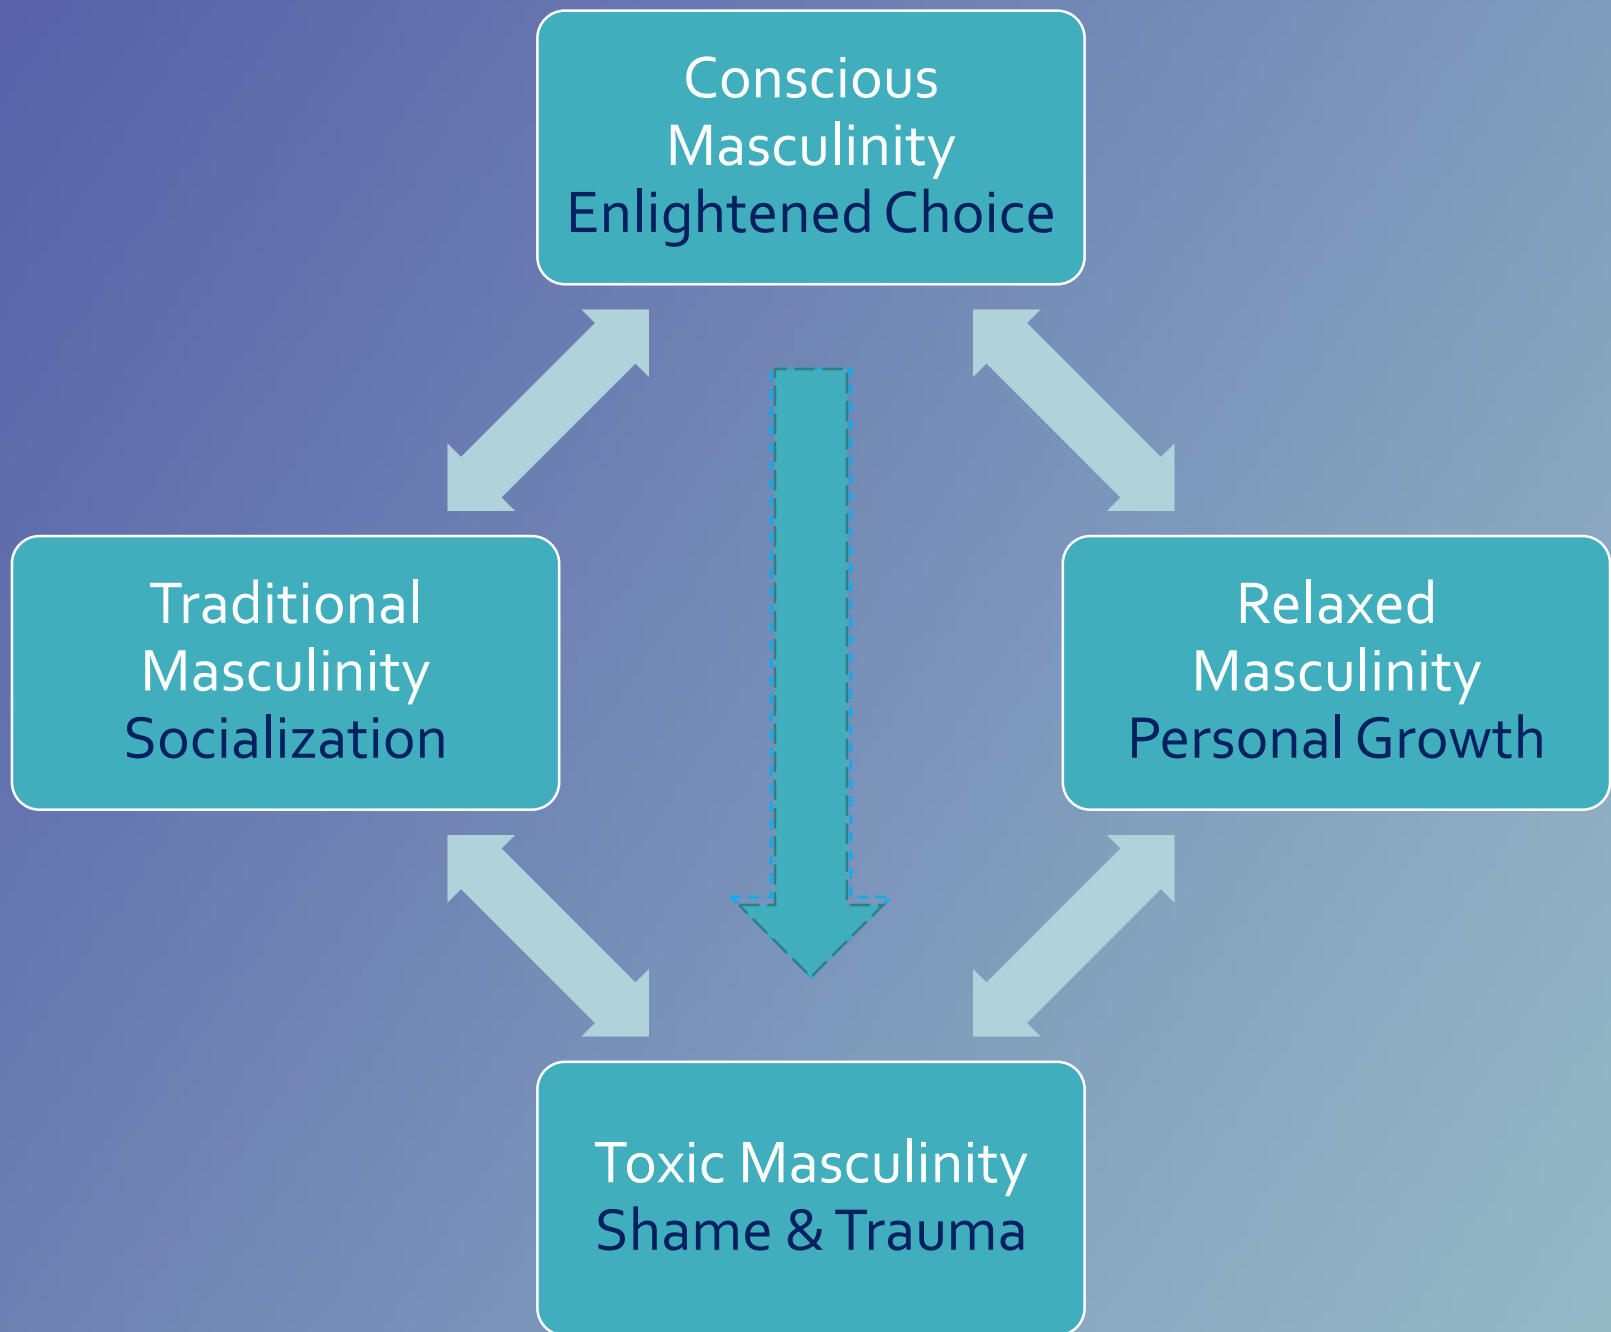 Conscious
Masculinity
Enlightened Choice
Traditional
Masculinity
Socialization
Relaxed
Masculinity
Personal Growth
Toxic Masculinity
Shame & Trauma